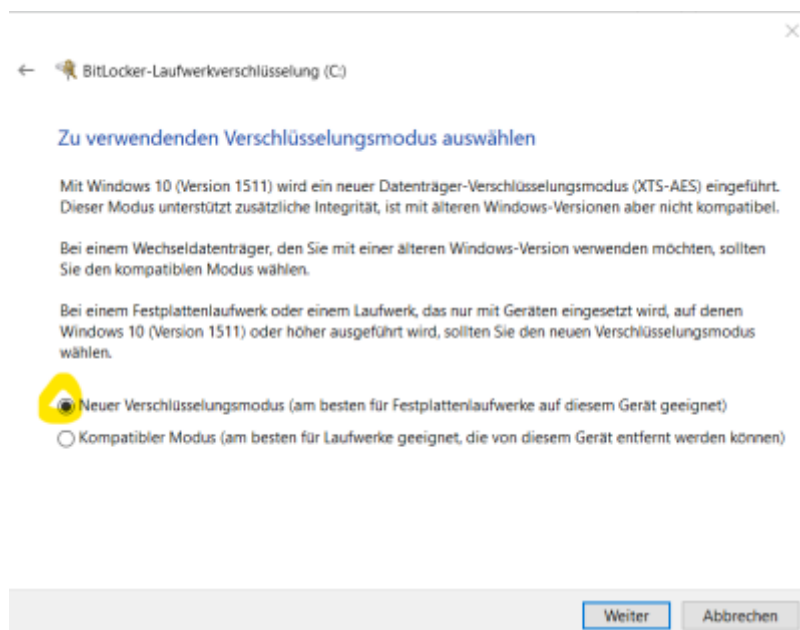 BitLocker-Laufwerkverschlüsselung (C:)
Zu verwendenden Verschlüsselungsmodus auswählen
Mit Windows 10 (Version 1511) wird ein neuer Datenträger-Verschlüsselungsmodus (XTS-AES) eingeführt.
Dieser Modus unterstützt zusätzliche Integrität, ist mit älteren Windows-Versionen aber nicht kompatibel.
Bei einem Wechseldatenträger, den Sie mit einer älteren Windows-Version verwenden möchten, sollten
Sie den kompatiblen Modus wählen.
Bei einem Festplattenlaufwerk oder einem Laufwerk, das nur mit Geräten eingesetzt wird, auf denen
Windows 10 (Version 1511) oder höher ausgeführt wird, sollten Sie den neuen Verschlüsselungsmodus
wählen.
Neuer Verschlüsselungsmodus (am besten für Festplattenlaufwerke auf diesem Gerät geeignet)
Kompatibler Modus (am besten für Laufwerke geeignet, die von diesem Gerät entfernt werden können)
Weiter Abbrechen